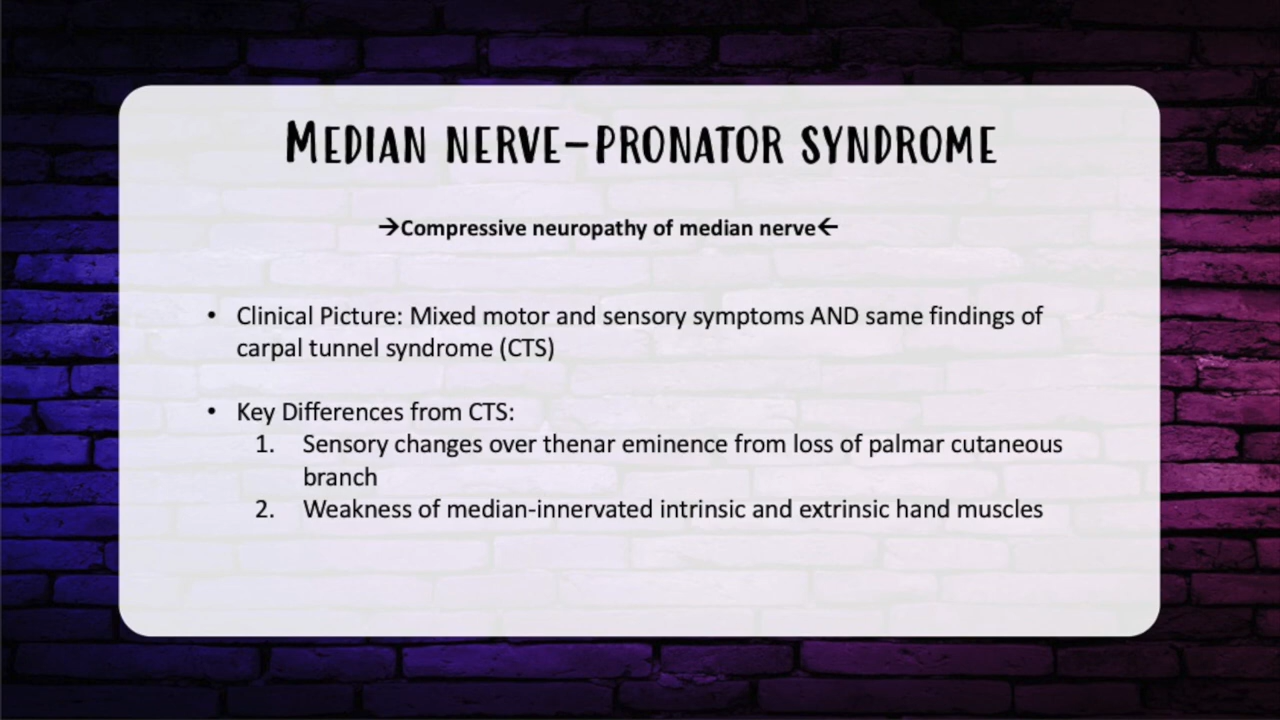 MEDIAN NERVE–PRONATOR SYNDROME
→Compressive neuropathy of median nerve←
• Clinical Picture: Mixed motor and sensory symptoms AND same findings of
carpal tunnel syndrome (CTS)
• Key Differences from CTS:
1. Sensory changes over thenar eminence from loss of palmar cutaneous
branch
2. Weakness of median-innervated intrinsic and extrinsic hand muscles